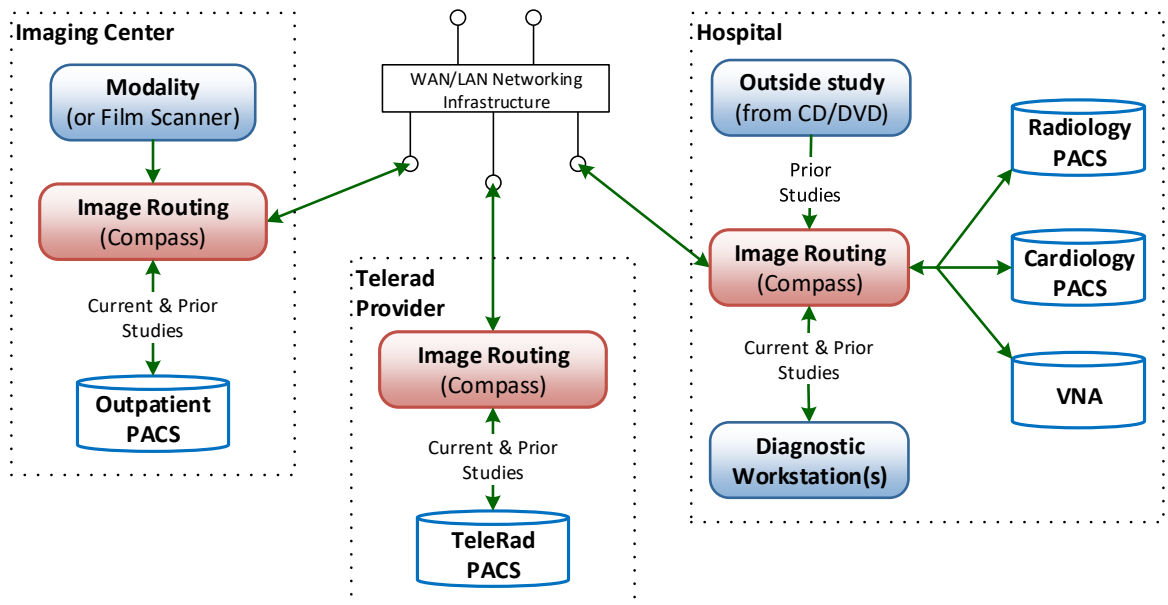 Imaging Center
Modality
(or Film Scanner)
Image Routing
(Compass)
Current & Prior
Studies
Outpatient
PACS
WAN/LAN Networking
Infrastructure
Telerad
Provider
Image Routing
(Compass)
Current & Prior
Studies
TeleRad
PACS
Hospital
Outside study
(from CD/DVD)
Prior
Studies
Image Routing
(Compass)
Current & Prior
Studies
Diagnostic
Workstation(s)
Radiology
PACS
Cardiology
PACS
VNA